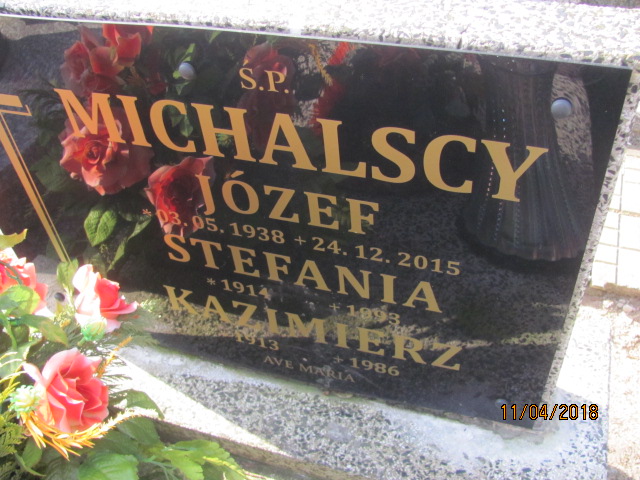 Ś.P.
MICHALSCY
JÓZEF
* 03.05.1938 + 24.12.2015
STEFANIA
* 1914 + 1993
KAZIMIERZ
1913 + 1986
AVE MARIA
11/04/2018